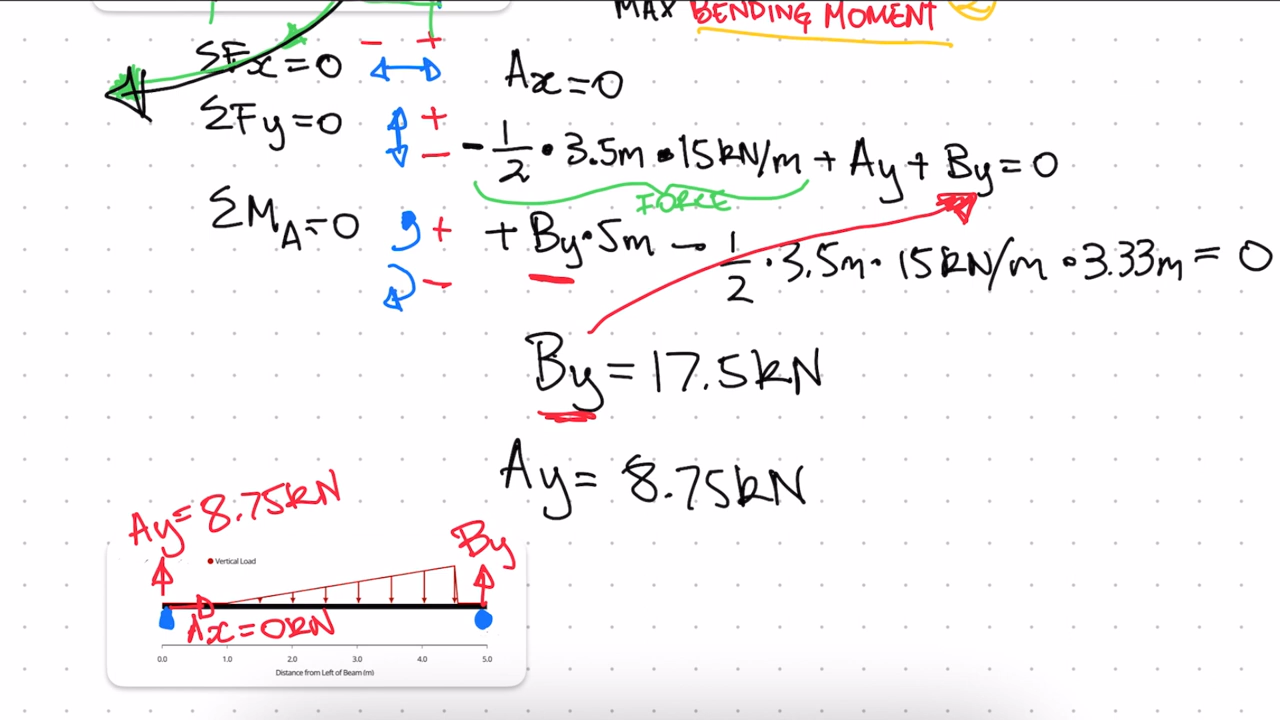 MAX BENDING MOMENT
− +
ΣFx=0 Ax=0
ΣFy=0 +
− -1/2 · 3.5m · 15kN/m + Ay + By = 0
FORCE
ΣMA=0 + + By·5m − 1/2 · 3.5m · 15kN/m · 3.33m = 0
−
By = 17.5kN
Ay = 8.75kN
Ay=8.75kN
By
Vertical Load
Ax=0kN
0.0 1.0 2.0 3.0 4.0 5.0
Distance from Left of Beam (m)